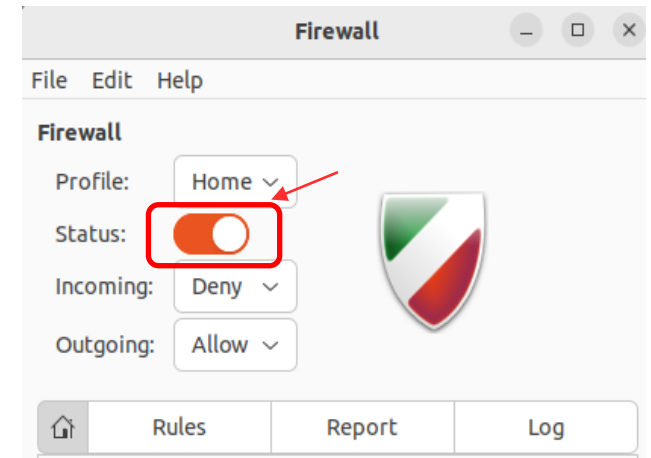 Firewall
File Edit Help
Firewall
Profile: Home
Status:
Incoming: Deny
Outgoing: Allow
Rules Report Log